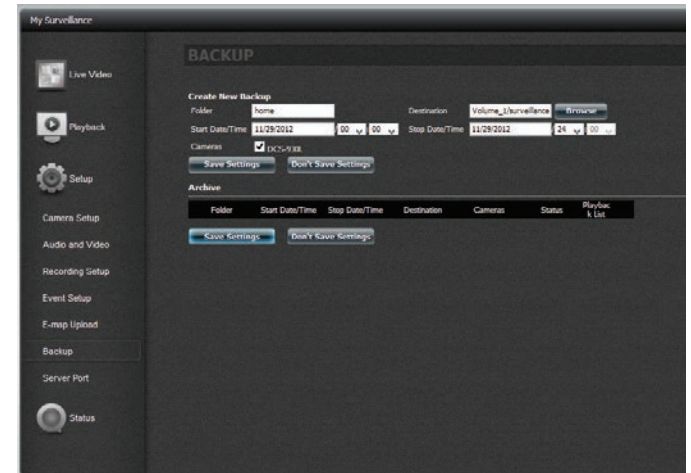 My Surveillance
Live Video
Playback
Setup
Camera Setup
Audio and Video
Recording Setup
Event Setup
E-map Upload
Backup
Server Port
Status
BACKUP
Create New Backup
Folder home Destination Volume_1/surveillance Browse
Start Date/Time 11/29/2012 00 00 Stop Date/Time 11/29/2012 24 00
Cameras DCS-930L
Save Settings Don't Save Settings
Archive
Folder Start Date/Time Stop Date/Time Destination Cameras Status Playbac
k List
Save Settings Don't Save Settings